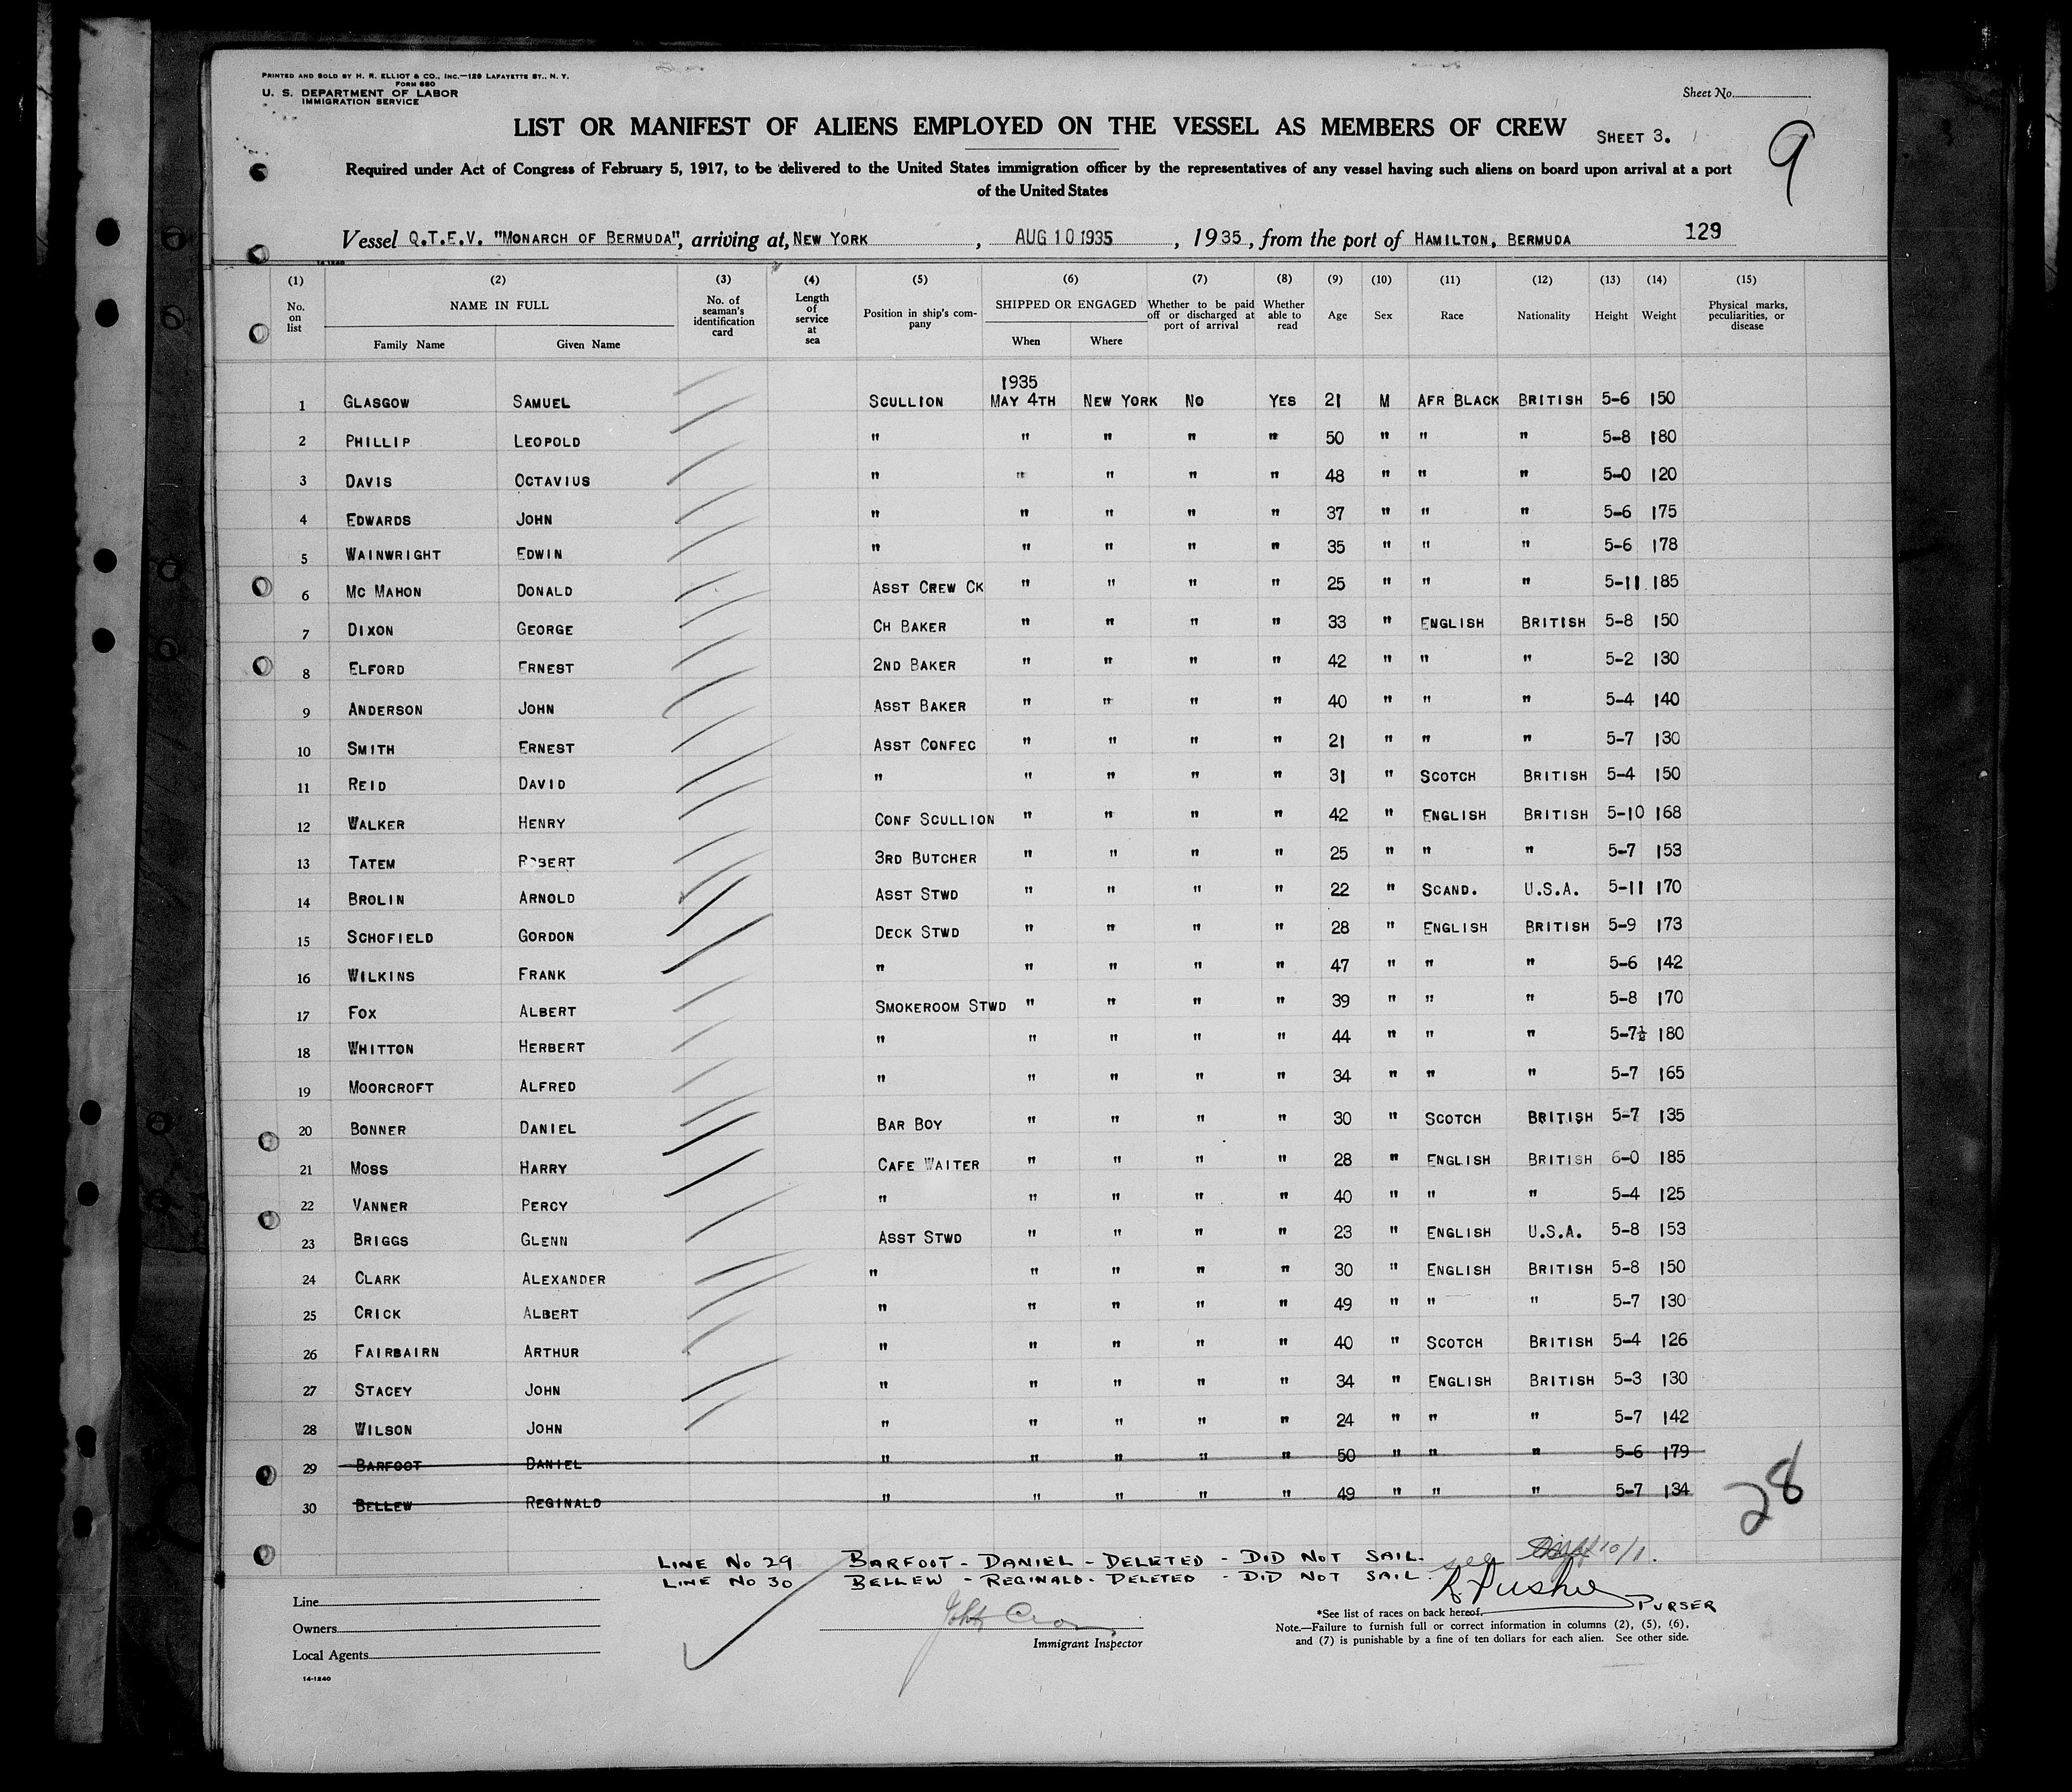 PRINTED AND SOLD BY H. R. ELLIOT & CO., INC.—129 LAFAYETTE ST., N. Y.
FORM 680
U. S. DEPARTMENT OF LABOR
IMMIGRATION SERVICE
Sheet No.
LIST OR MANIFEST OF ALIENS EMPLOYED ON THE VESSEL AS MEMBERS OF CREW
SHEET 3.
9
Required under Act of Congress of February 5, 1917, to be delivered to the United States immigration officer by the representatives of any vessel having such aliens on board upon arrival at a port
of the United States
Vessel Q.T.E.V. "MONARCH OF BERMUDA", arriving at, NEW YORK , AUG 10 1935 , 1935, from the port of HAMILTON, BERMUDA 129
14-1240
(1) (2) (3) (4) (5) (6) (7) (8) (9) (10) (11) (12) (13) (14) (15)
No. on list NAME IN FULL Family Name Given Name No. of seaman's identification card Length of service at sea Position in ship's company SHIPPED OR ENGAGED When Where Whether to be paid off or discharged at port of arrival Whether able to read Age Sex Race Nationality Height Weight Physical marks, peculiarities, or disease
1935
1 GLASGOW SAMUEL SCULLION MAY 4TH NEW YORK NO YES 21 M AFR BLACK BRITISH 5-6 150
2 PHILLIP LEOPOLD " " " " " 50 " " " 5-8 180
3 DAVIS OCTAVIUS " " " " " 48 " " " 5-0 120
4 EDWARDS JOHN " " " " " 37 " " " 5-6 175
5 WAINWRIGHT EDWIN " " " " " 35 " " " 5-6 178
6 MC MAHON DONALD ASST CREW CK " " " " 25 " " " 5-11 185
7 DIXON GEORGE CH BAKER " " " " 33 " ENGLISH BRITISH 5-8 150
8 ELFORD ERNEST 2ND BAKER " " " " 42 " " " 5-2 130
9 ANDERSON JOHN ASST BAKER " " " " 40 " " " 5-4 140
10 SMITH ERNEST ASST CONFEC " " " " 21 " " " 5-7 130
11 REID DAVID " " " " " 31 " SCOTCH BRITISH 5-4 150
12 WALKER HENRY CONF SCULLION " " " " 42 " ENGLISH BRITISH 5-10 168
13 TATEM ROBERT 3RD BUTCHER " " " " 25 " " " 5-7 153
14 BROLIN ARNOLD ASST STWD " " " " 22 " SCAND. U.S.A. 5-11 170
15 SCHOFIELD GORDON DECK STWD " " " " 28 " ENGLISH BRITISH 5-9 173
16 WILKINS FRANK " " " " " 47 " " " 5-6 142
17 FOX ALBERT SMOKEROOM STWD " " " " 39 " " " 5-8 170
18 WHITTON HERBERT " " " " " 44 " " " 5-7½ 180
19 MOORCROFT ALFRED " " " " " 34 " " " 5-7 165
20 BONNER DANIEL BAR BOY " " " " 30 " SCOTCH BRITISH 5-7 135
21 MOSS HARRY CAFE WAITER " " " " 28 " ENGLISH BRITISH 6-0 185
22 VANNER PERCY " " " " " 40 " " " 5-4 125
23 BRIGGS GLENN ASST STWD " " " " 23 " ENGLISH U.S.A. 5-8 153
24 CLARK ALEXANDER " " " " " 30 " ENGLISH BRITISH 5-8 150
25 CRICK ALBERT " " " " " 49 " " " 5-7 130
26 FAIRBAIRN ARTHUR " " " " " 40 " SCOTCH BRITISH 5-4 126
27 STACEY JOHN " " " " " 34 " ENGLISH BRITISH 5-3 130
28 WILSON JOHN " " " " " 24 " " " 5-7 142
29 BARFOOT DANIEL " " " " " 50 " " " 5-6 179
30 BELLEW REGINALD " " " " " 49 " " " 5-7 134
28
LINE NO 29 BARFOOT - DANIEL - DELETED - DID NOT SAIL.
LINE NO 30 BELLEW - REGINALD - DELETED - DID NOT SAIL.
see 10/1.
PURSER
Line
Owners
Local Agents
14-1240
Immigrant Inspector
*See list of races on back hereof.
Note.—Failure to furnish full or correct information in columns (2), (5), (6),
and (7) is punishable by a fine of ten dollars for each alien. See other side.